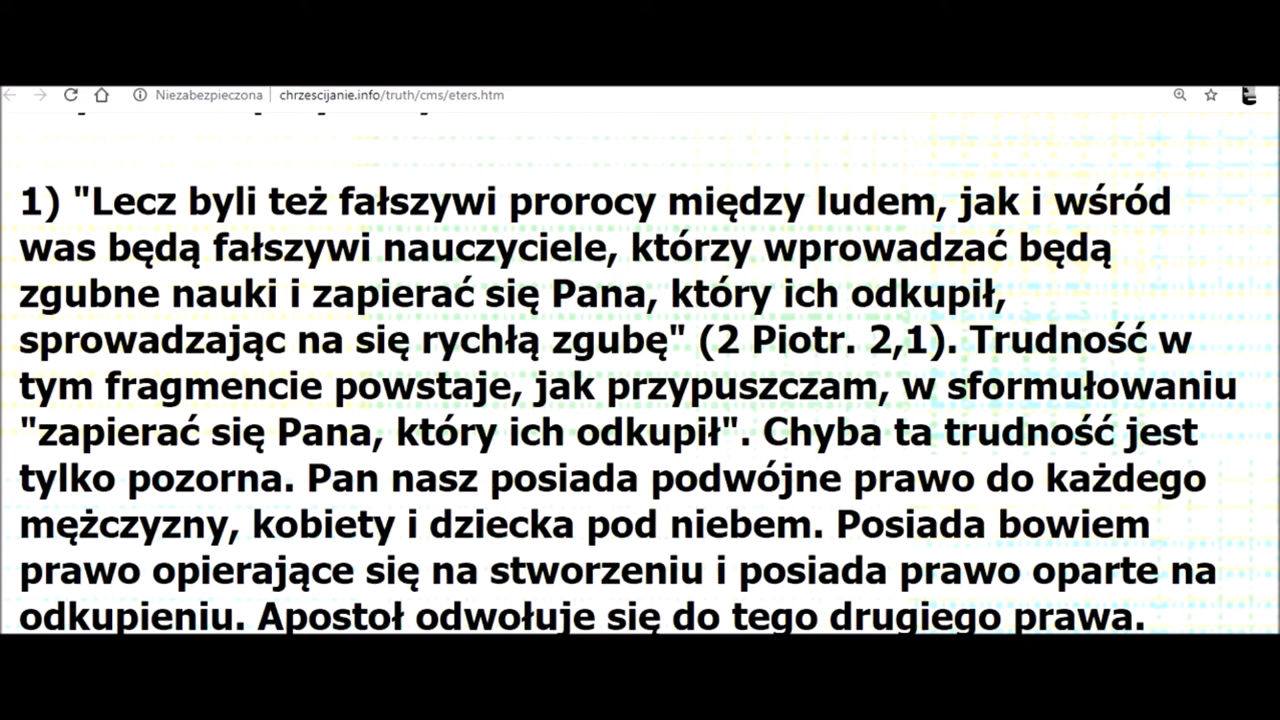 Niezabezpieczona chrzescijanie.info/truth/cms/eters.htm
1) "Lecz byli też fałszywi prorocy między ludem, jak i wśród
was będą fałszywi nauczyciele, którzy wprowadzać będą
zgubne nauki i zapierać się Pana, który ich odkupił,
sprowadzając na się rychłą zgubę" (2 Piotr. 2,1). Trudność w
tym fragmencie powstaje, jak przypuszczam, w sformułowaniu
"zapierać się Pana, który ich odkupił". Chyba ta trudność jest
tylko pozorna. Pan nasz posiada podwójne prawo do każdego
mężczyzny, kobiety i dziecka pod niebem. Posiada bowiem
prawo opierające się na stworzeniu i posiada prawo oparte na
odkupieniu. Apostoł odwołuje się do tego drugiego prawa.